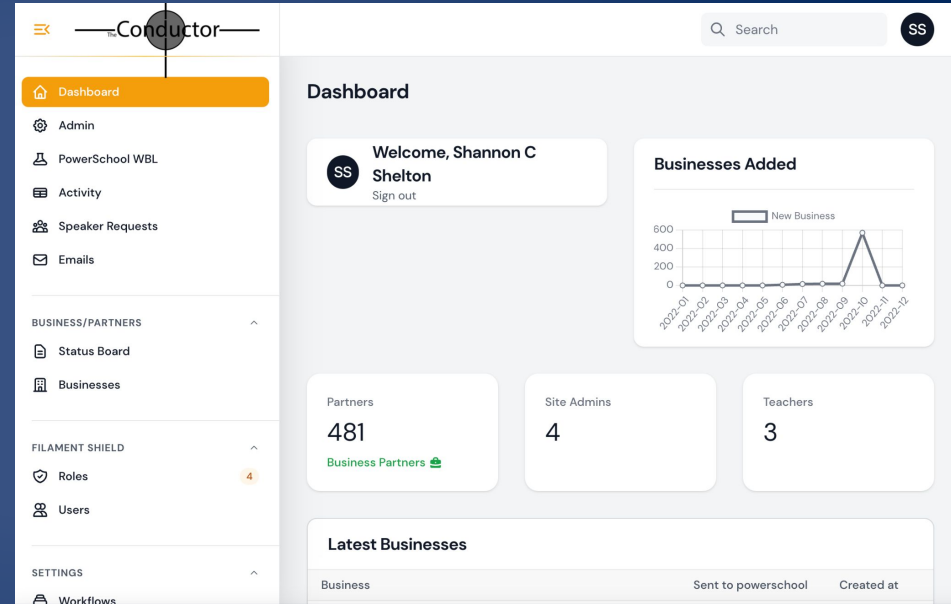 The Conductor
Search
SS
Dashboard
Admin
PowerSchool WBL
Activity
Speaker Requests
Emails
BUSINESS/PARTNERS
Status Board
Businesses
FILAMENT SHIELD
Roles
4
Users
SETTINGS
Workflows
Dashboard
SS
Welcome, Shannon C
Shelton
Sign out
Businesses Added
New Business
600
400
200
0
2022-01
2022-02
2022-03
2022-04
2022-05
2022-06
2022-07
2022-08
2022-09
2022-10
2022-11
2022-12
Partners
481
Business Partners
Site Admins
4
Teachers
3
Latest Businesses
Business Sent to powerschool Created at